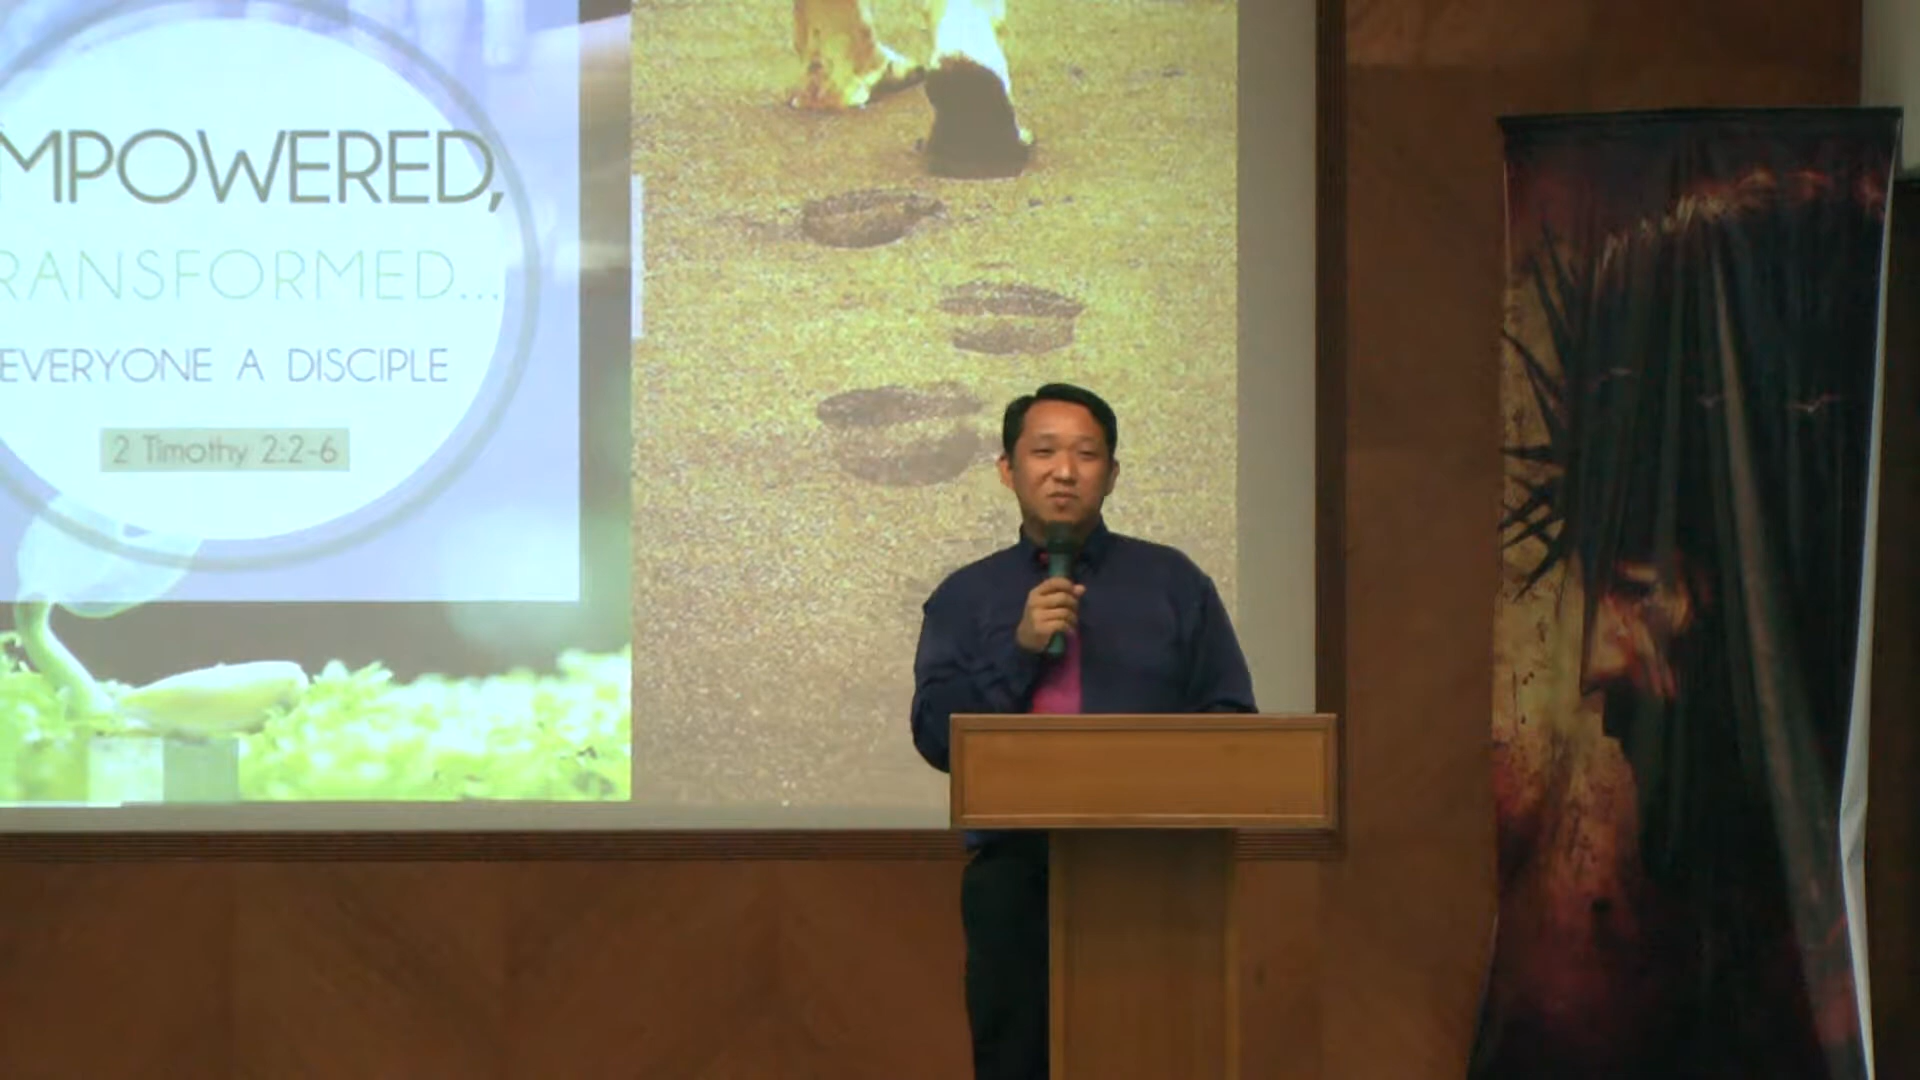 MPOWERED,
RANSFORMED...
EVERYONE A DISCIPLE
2 Timothy 2:2-6